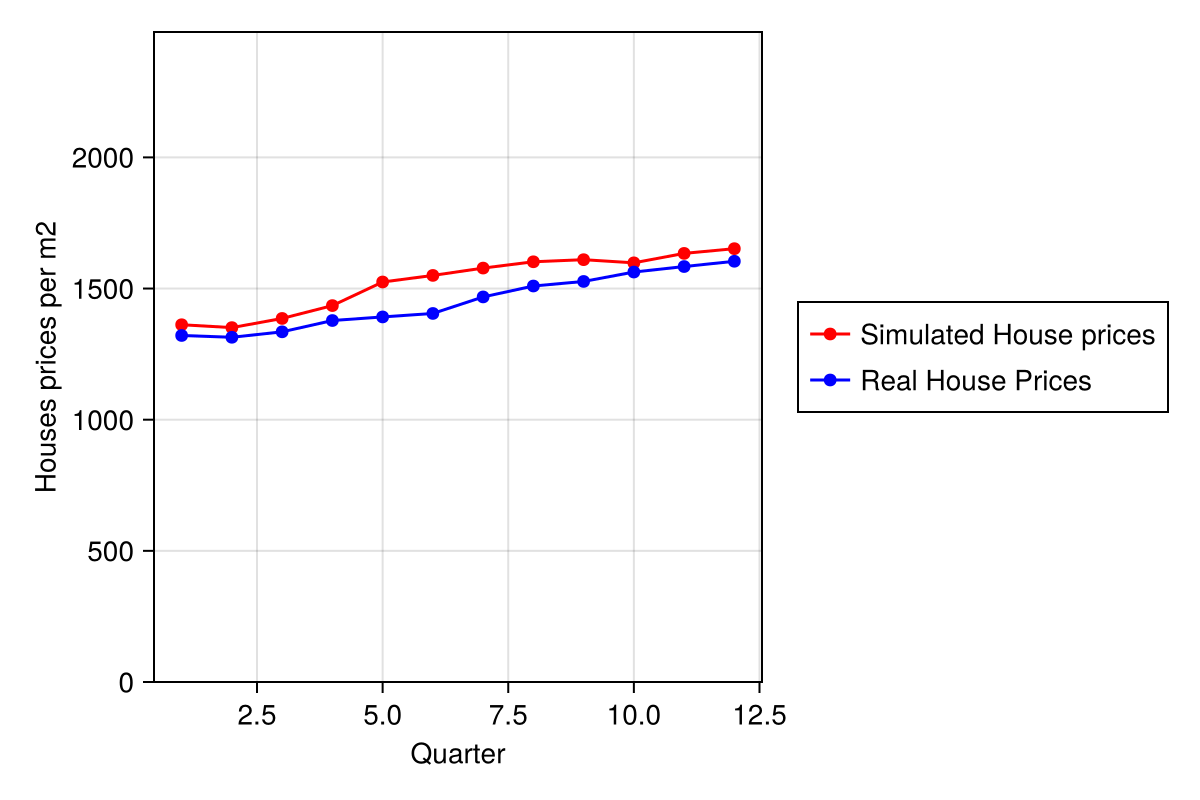 2000
1500
1000
500
0
Houses prices per m2
2.5 5.0 7.5 10.0 12.5
Quarter
Simulated House prices
Real House Prices